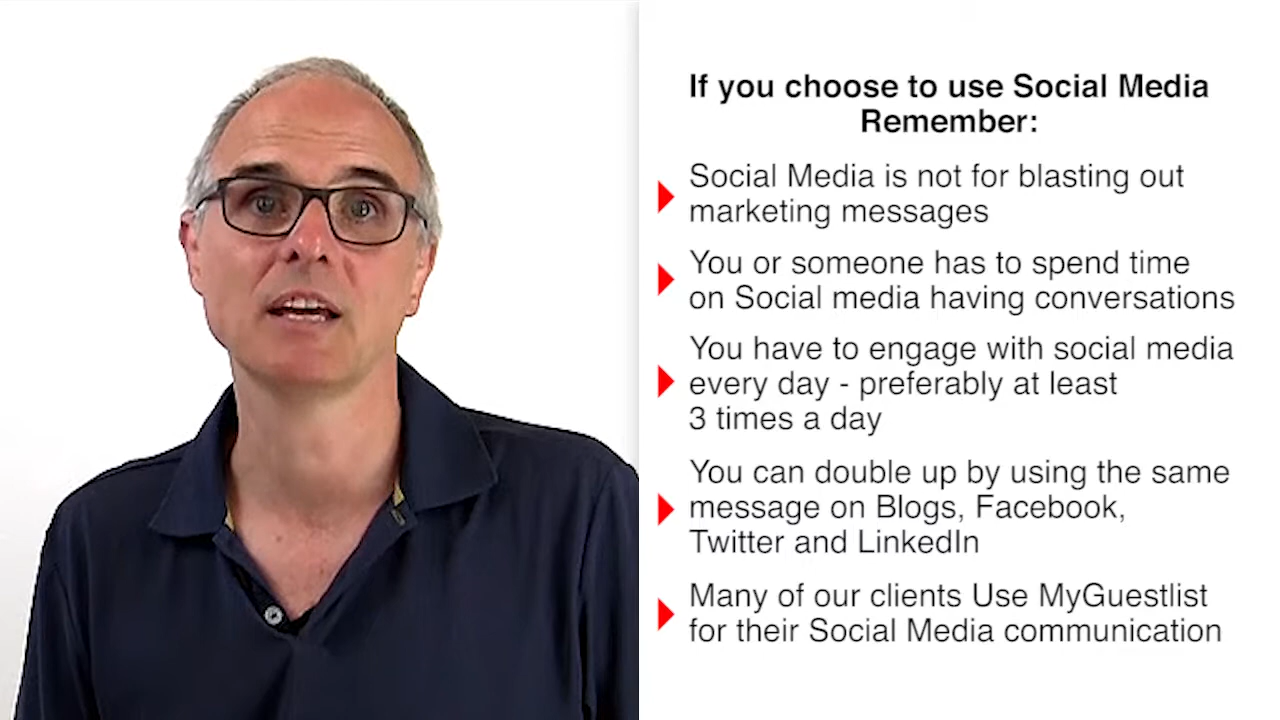 If you choose to use Social Media
Remember:
Social Media is not for blasting out
marketing messages
You or someone has to spend time
on Social media having conversations
You have to engage with social media
every day - preferably at least
3 times a day
You can double up by using the same
message on Blogs, Facebook,
Twitter and LinkedIn
Many of our clients Use MyGuestlist
for their Social Media communication